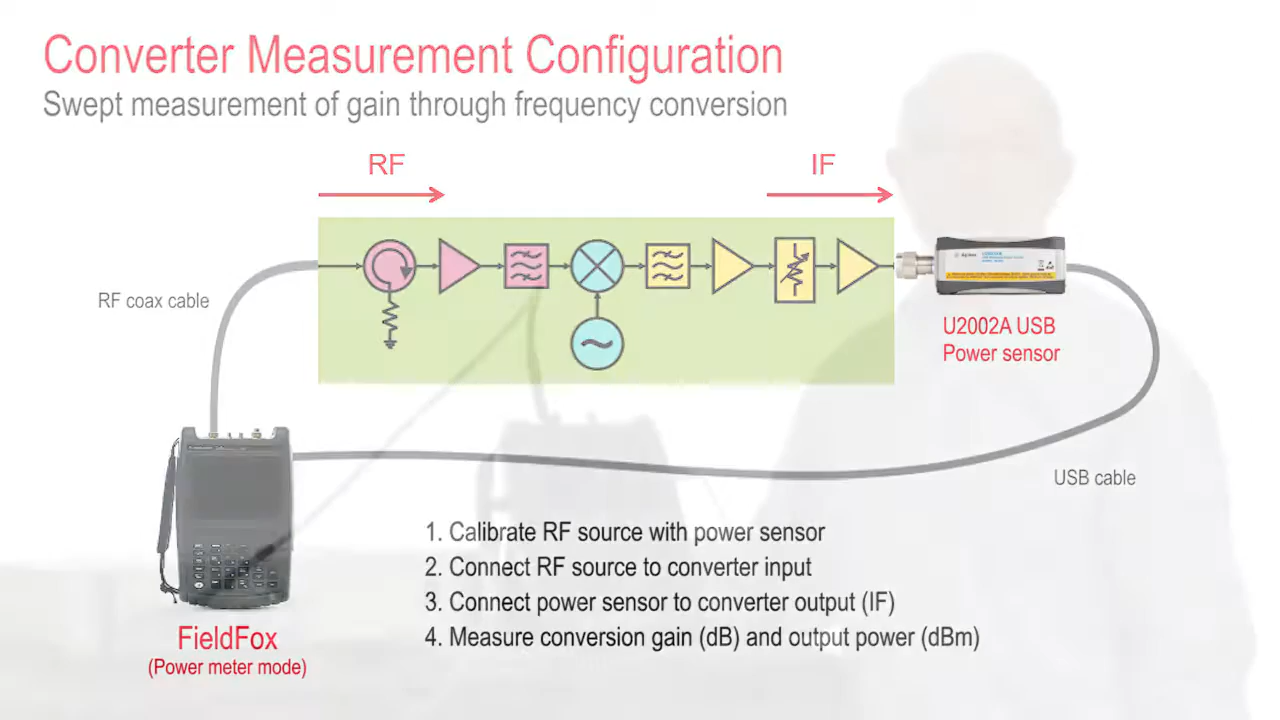 Converter Measurement Configuration
Swept measurement of gain through frequency conversion
RF
IF
RF coax cable
Agilent
U2002A USB
Power sensor
USB cable
1. Calibrate RF source with power sensor
2. Connect RF source to converter input
3. Connect power sensor to converter output (IF)
4. Measure conversion gain (dB) and output power (dBm)
FieldFox
(Power meter mode)